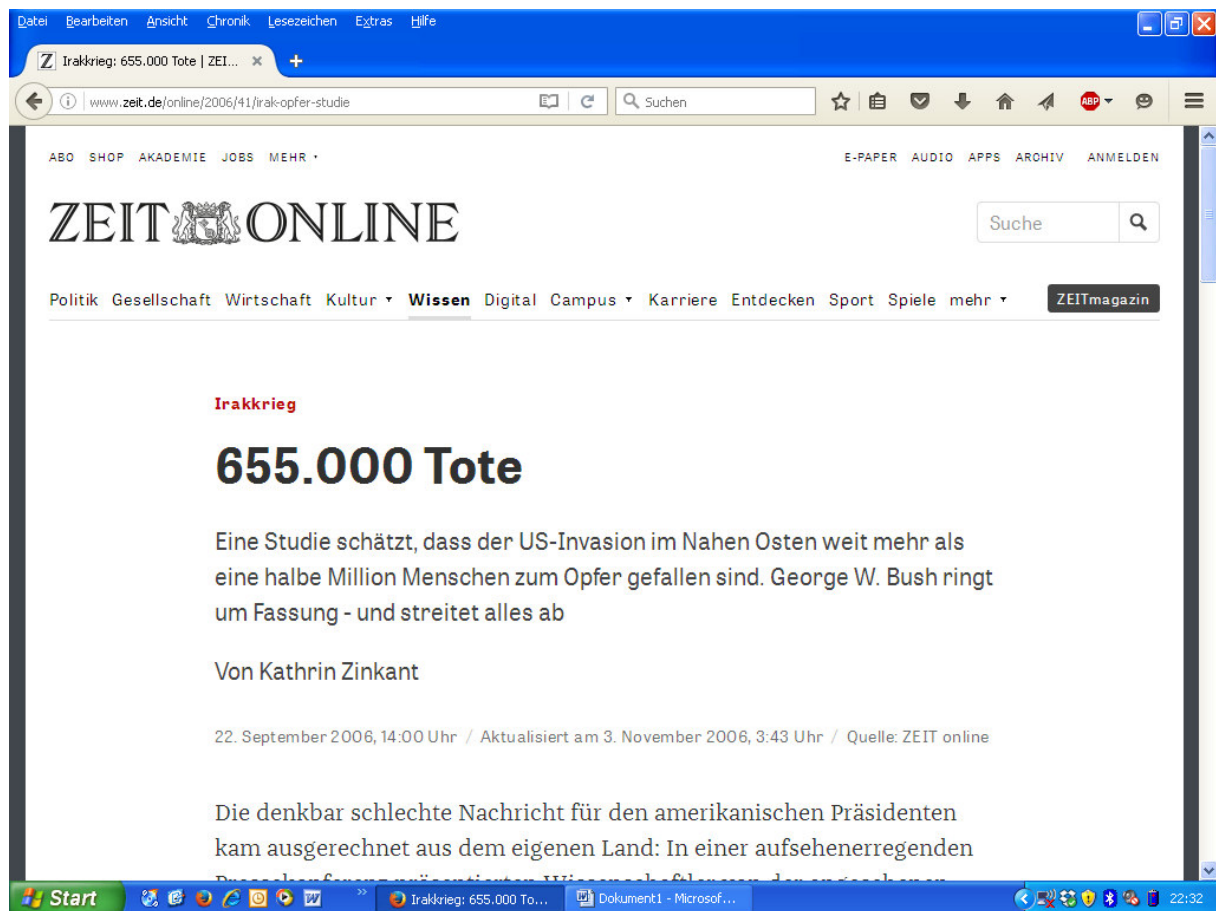 Datei Bearbeiten Ansicht Chronik Lesezeichen Extras Hilfe
Z Irakkrieg: 655.000 Tote | ZEI...
www.zeit.de/online/2006/41/irak-opfer-studie Suchen ABP
ABO SHOP AKADEMIE JOBS MEHR E-PAPER AUDIO APPS ARCHIV ANMELDEN
ZEIT ONLINE
Suche
Politik Gesellschaft Wirtschaft Kultur Wissen Digital Campus Karriere Entdecken Sport Spiele mehr ZEITmagazin
Irakkrieg
655.000 Tote
Eine Studie schätzt, dass der US-Invasion im Nahen Osten weit mehr als
eine halbe Million Menschen zum Opfer gefallen sind. George W. Bush ringt
um Fassung - und streitet alles ab
Von Kathrin Zinkant
22. September 2006, 14:00 Uhr / Aktualisiert am 3. November 2006, 3:43 Uhr / Quelle: ZEIT online
Die denkbar schlechte Nachricht für den amerikanischen Präsidenten
kam ausgerechnet aus dem eigenen Land: In einer aufsehenerregenden
Start Irakkrieg: 655.000 To... Dokument1 - Microsof... 22:32